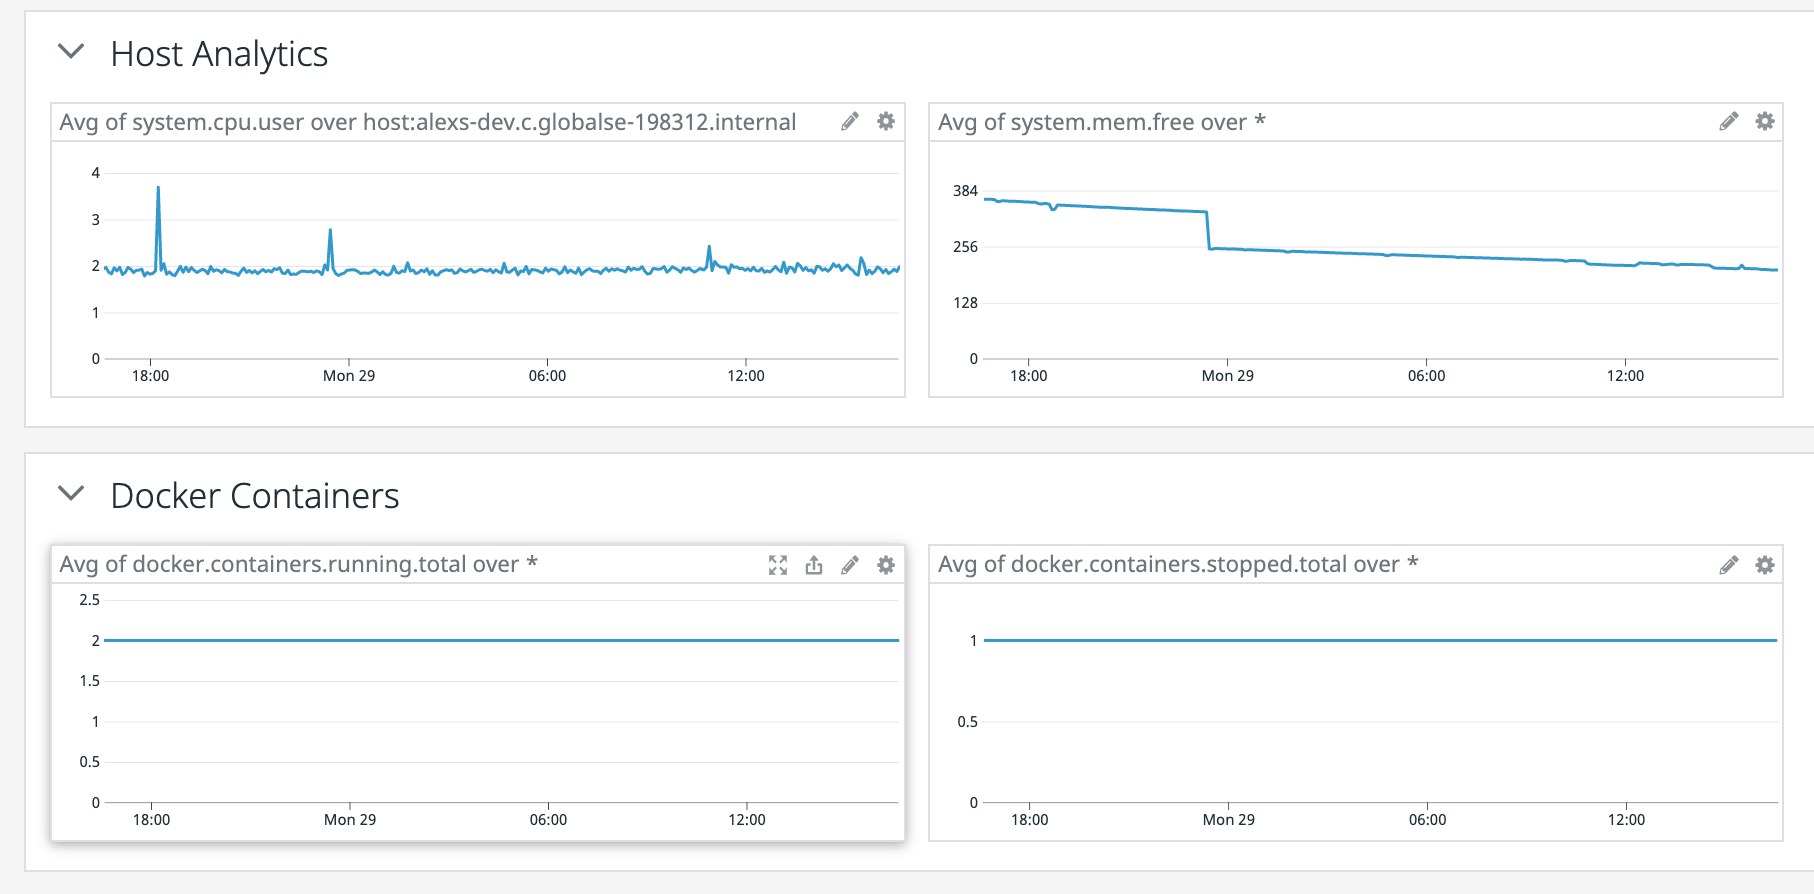 Host Analytics
Avg of system.cpu.user over host:alexs-dev.c.globalse-198312.internal
4
3
2
1
0
18:00 Mon 29 06:00 12:00
Avg of system.mem.free over *
384
256
128
0
18:00 Mon 29 06:00 12:00
Docker Containers
Avg of docker.containers.running.total over *
2.5
2
1.5
1
0.5
0
18:00 Mon 29 06:00 12:00
Avg of docker.containers.stopped.total over *
1
0.5
0
18:00 Mon 29 06:00 12:00